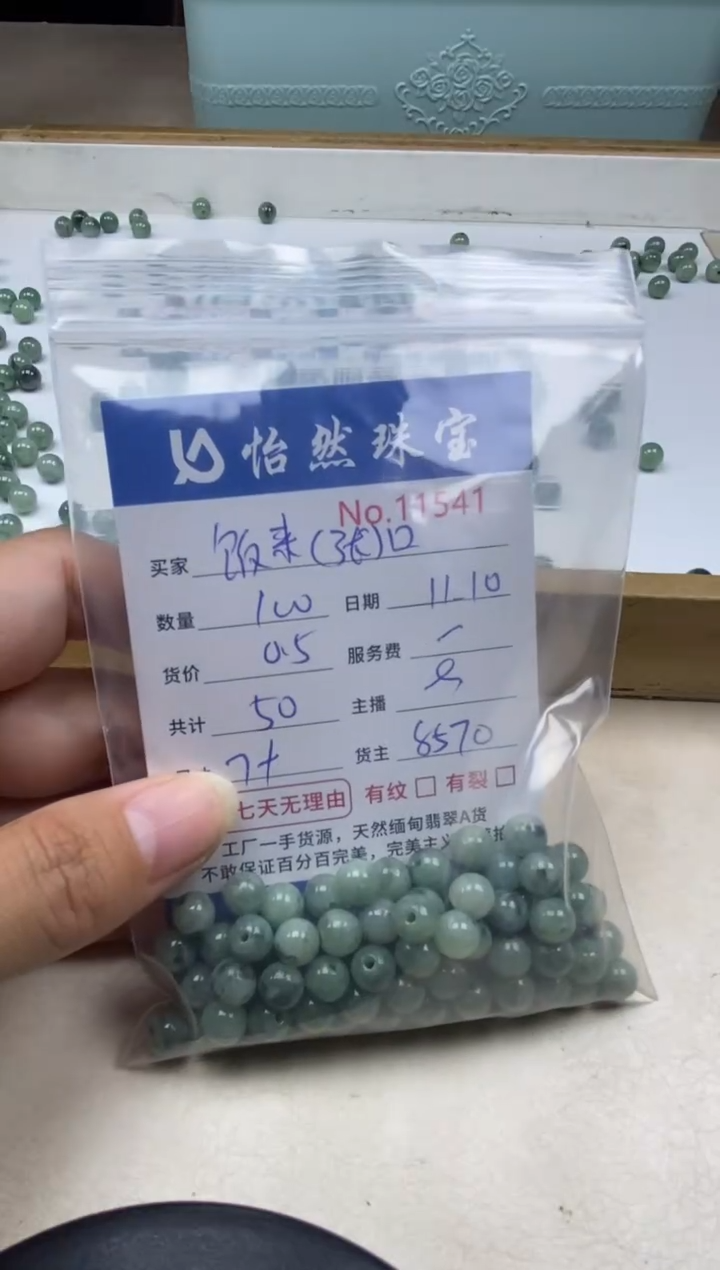 怡然珠宝
No.11541
买家 饭来(张)口
数量 100 日期 11.10
货价 0.5 服务费
共计 50 主播
货主 8570
七天无理由 有纹 □ 有裂 □
工厂一手货源，天然缅甸翡翠A货
不敢保证百分百完美，完美主义